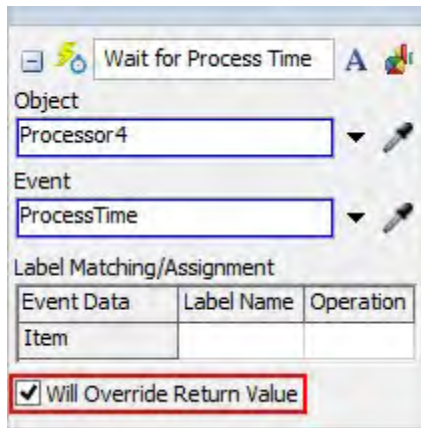 Wait for Process Time A
Object
Processor4
Event
ProcessTime
Label Matching/Assignment
Event Data Label Name Operation
Item
Will Override Return Value